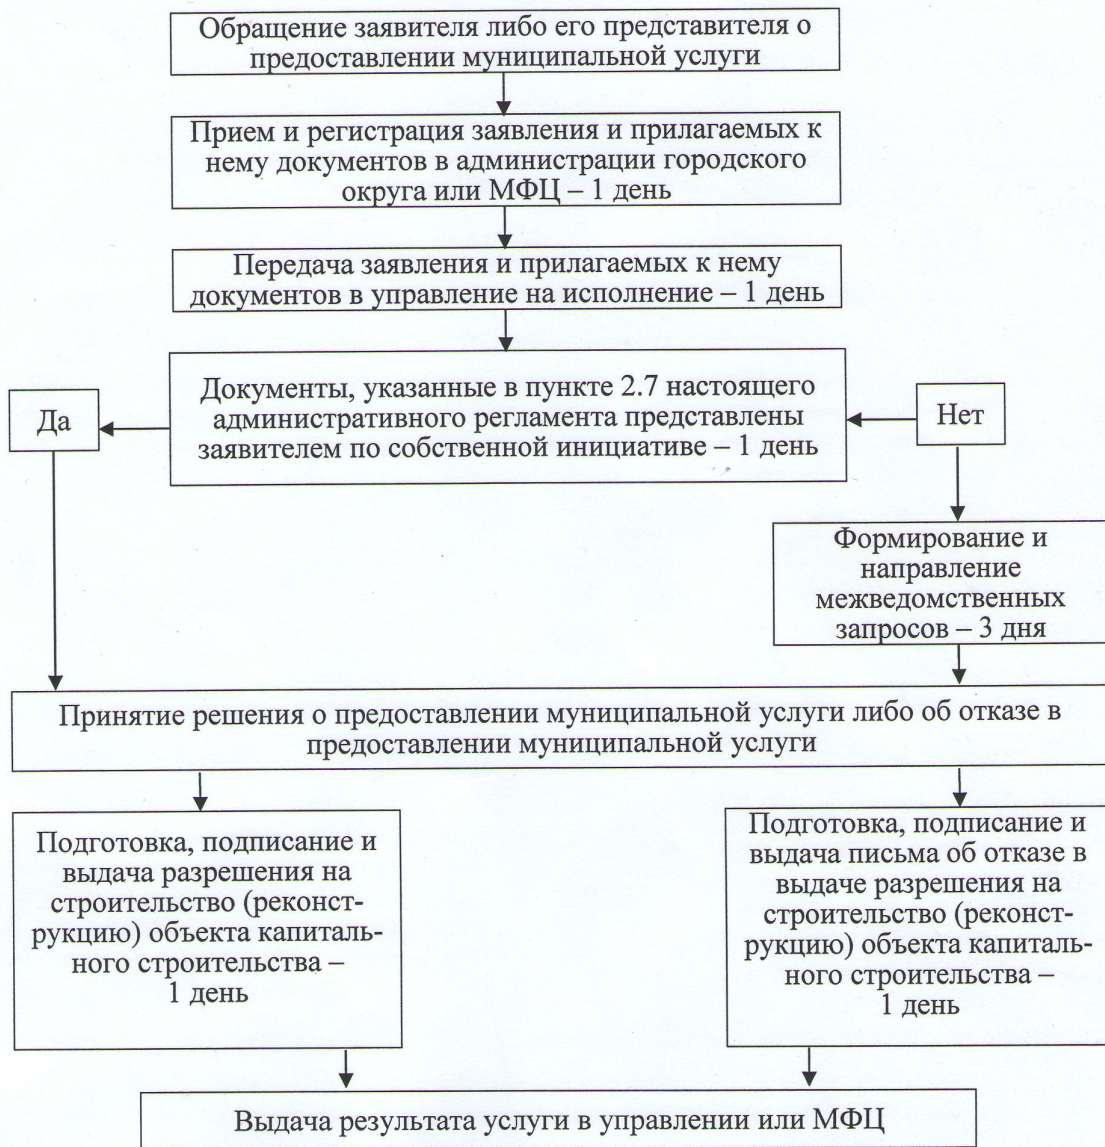 Обращение заявителя либо его представителя о
предоставлении муниципальной услуги
Прием и регистрация заявления и прилагаемых к
нему документов в администрации городского
округа или МФЦ – 1 день
Передача заявления и прилагаемых к нему
документов в управление на исполнение – 1 день
Документы, указанные в пункте 2.7 настоящего
административного регламента представлены
заявителем по собственной инициативе – 1 день
Да
Нет
Формирование и
направление
межведомственных
запросов – 3 дня
Принятие решения о предоставлении муниципальной услуги либо об отказе в
предоставлении муниципальной услуги
Подготовка, подписание и
выдача разрешения на
строительство (реконст-
рукцию) объекта капиталь-
ного строительства –
1 день
Подготовка, подписание и
выдача письма об отказе в
выдаче разрешения на
строительство (реконст-
рукцию) объекта капиталь-
ного строительства –
1 день
Выдача результата услуги в управлении или МФЦ